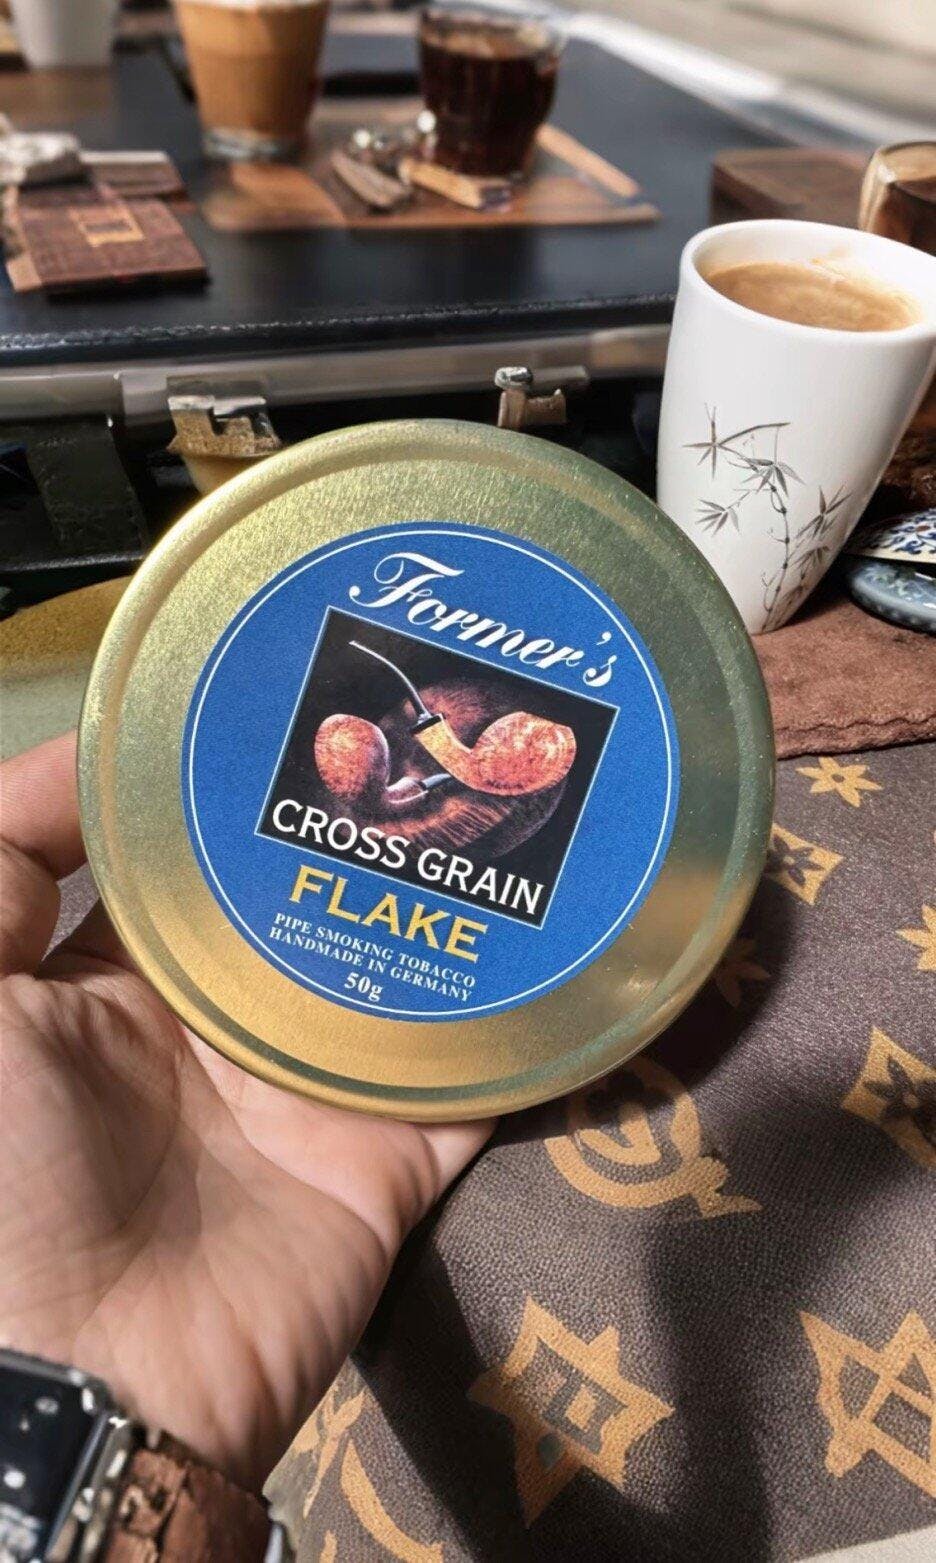 Former's
CROSS GRAIN
FLAKE
PIPE SMOKING TOBACCO
HANDMADE IN GERMANY
50g